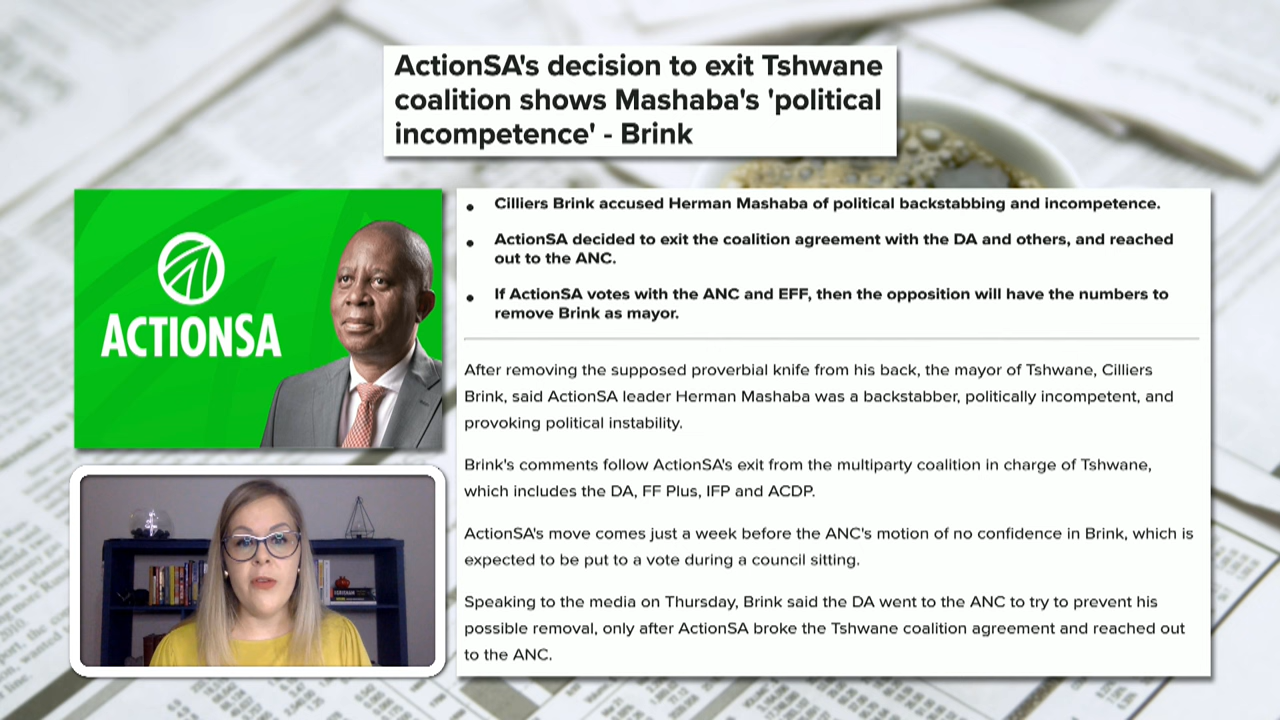 ActionSA's decision to exit Tshwane
coalition shows Mashaba's 'political
incompetence' - Brink
ACTIONSA
• Cilliers Brink accused Herman Mashaba of political backstabbing and incompetence.
• ActionSA decided to exit the coalition agreement with the DA and others, and reached
out to the ANC.
• If ActionSA votes with the ANC and EFF, then the opposition will have the numbers to
remove Brink as mayor.
After removing the supposed proverbial knife from his back, the mayor of Tshwane, Cilliers
Brink, said ActionSA leader Herman Mashaba was a backstabber, politically incompetent, and
provoking political instability.
Brink's comments follow ActionSA's exit from the multiparty coalition in charge of Tshwane,
which includes the DA, FF Plus, IFP and ACDP.
ActionSA's move comes just a week before the ANC's motion of no confidence in Brink, which is
expected to be put to a vote during a council sitting.
Speaking to the media on Thursday, Brink said the DA went to the ANC to try to prevent his
possible removal, only after ActionSA broke the Tshwane coalition agreement and reached out
to the ANC.